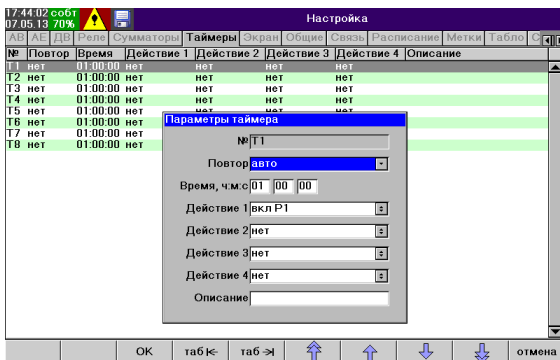 17:44:02 собт
07.05.13 70%
Настройка
АВ АЕ ДВ Реле Сумматоры Таймеры Экран Общие Связь Расписание Метки Табло С
№ Повтор Время Действие 1 Действие 2 Действие 3 Действие 4 Описание
Т1 нет 01:00:00 нет нет нет нет
Т2 нет 01:00:00 нет нет нет нет
Т3 нет 01:00:00 нет нет нет нет
Т4 нет 01:00:00 нет нет нет нет
Т5 нет 01:00:00 нет нет нет нет
Т6 нет 01:00:00 нет
Т7 нет 01:00:00 нет
Т8 нет 01:00:00 нет
Параметры таймера
№ Т1
Повтор авто
Время, ч:м:с 01 00 00
Действие 1 вкл Р1
Действие 2 нет
Действие 3 нет
Действие 4 нет
Описание
ОК таб таб отмена